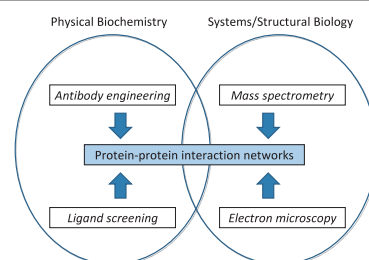 Physical Biochemistry
Systems/Structural Biology
Antibody engineering
Mass spectrometry
Protein-protein interaction networks
Ligand screening
Electron microscopy